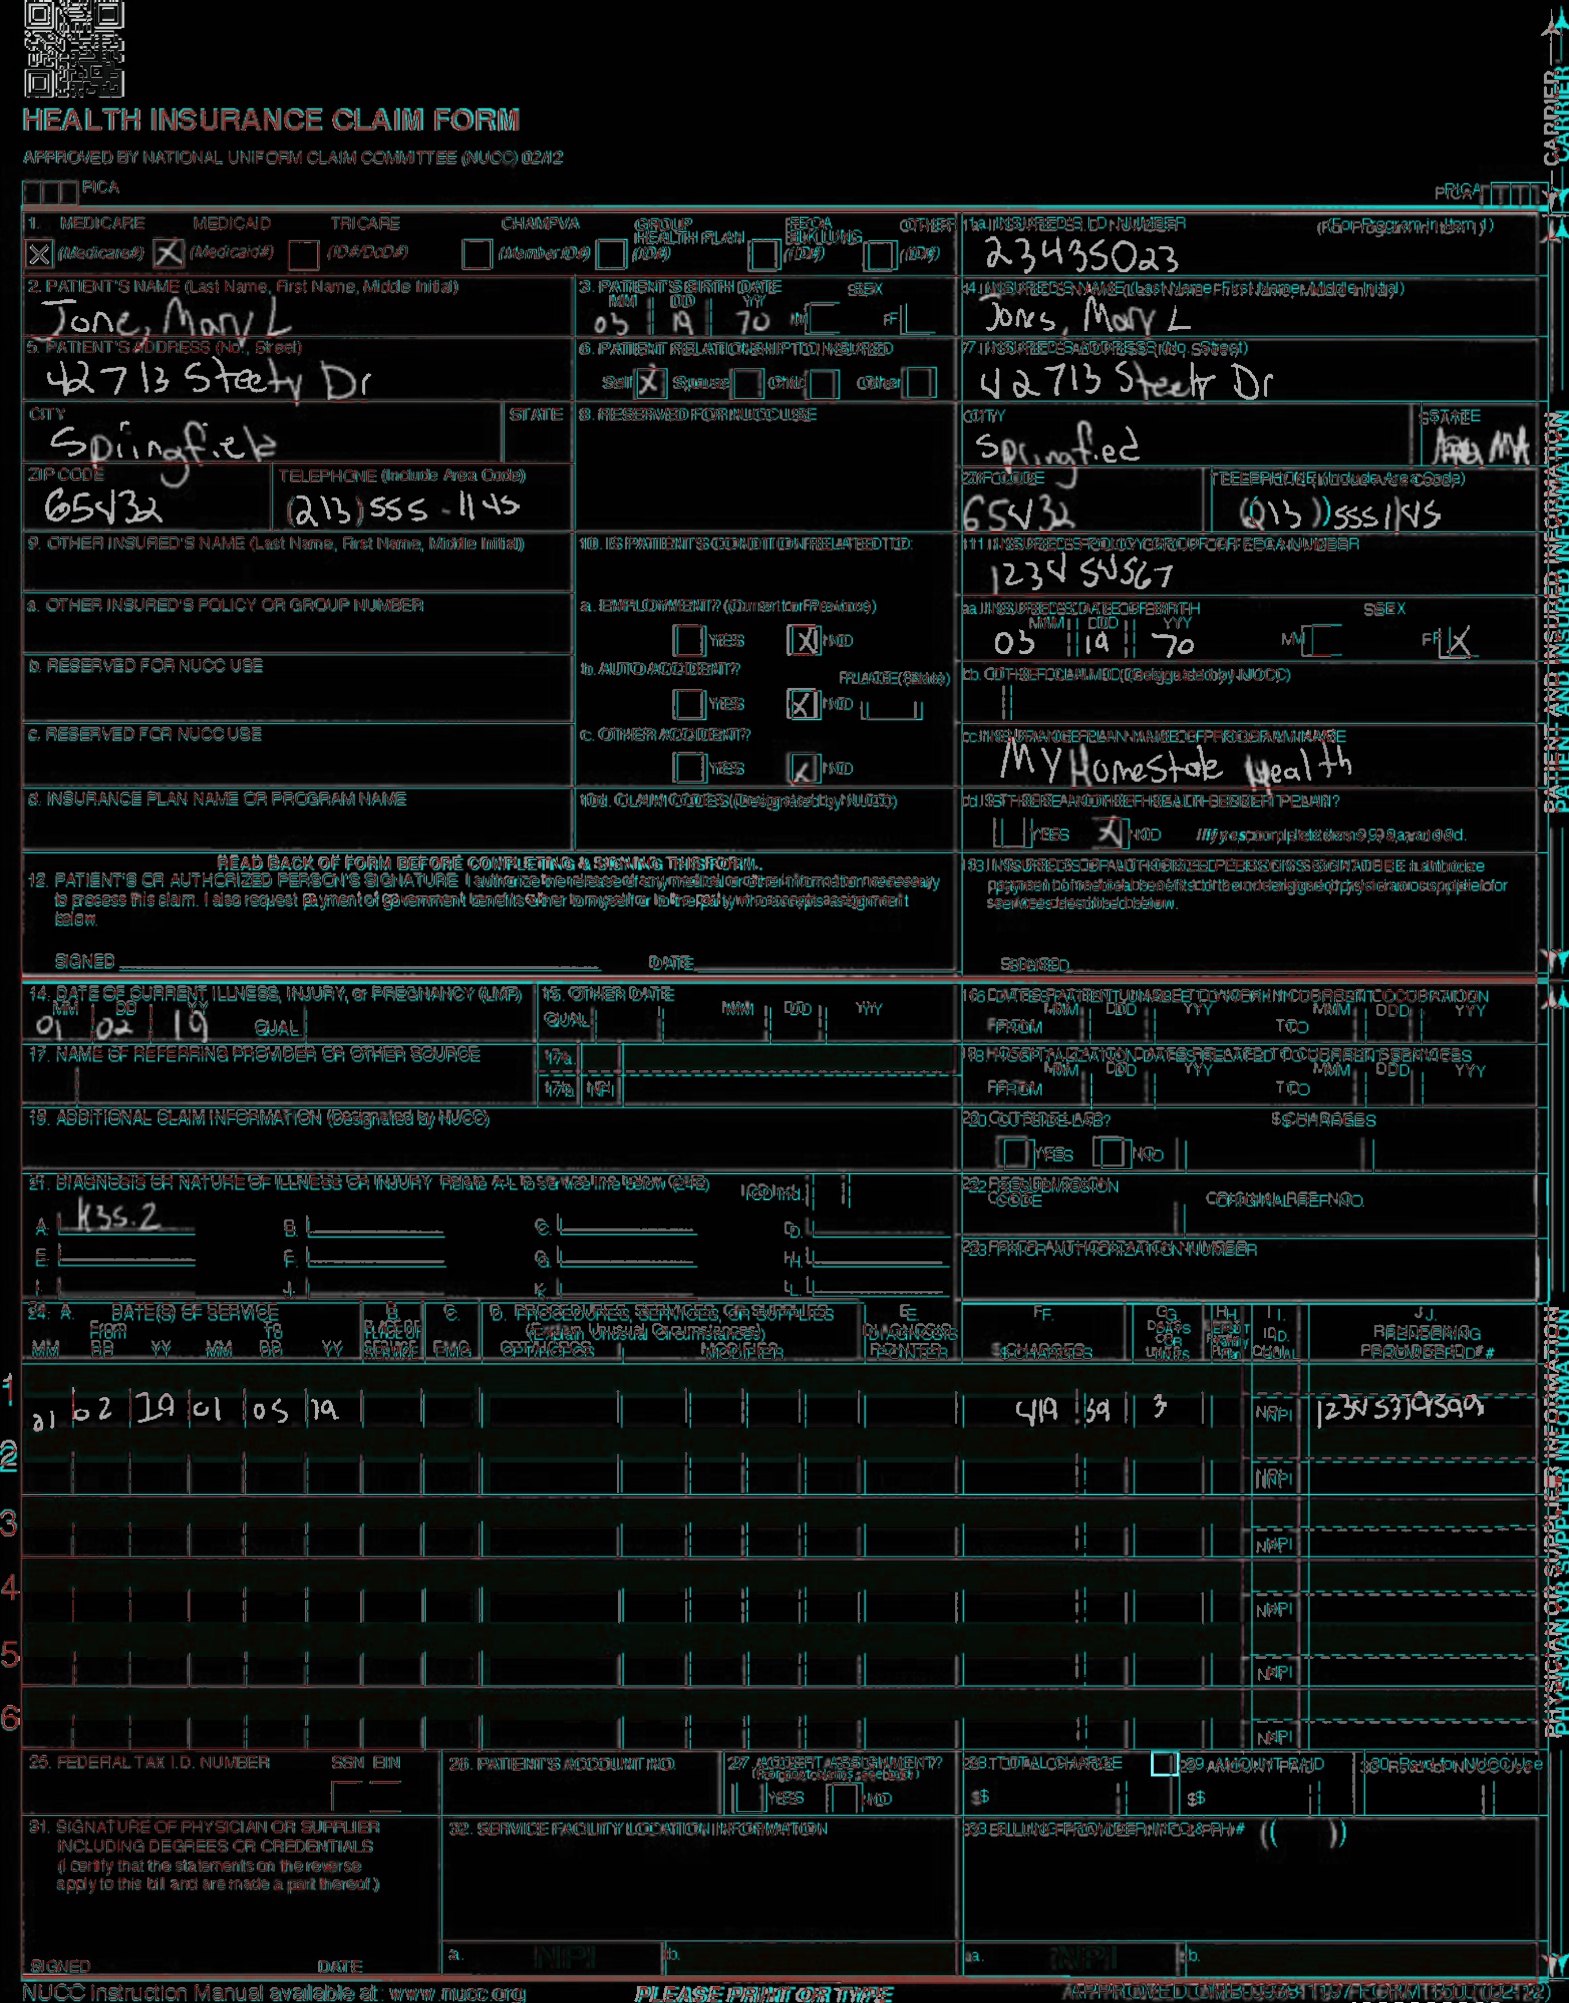 HEALTH INSURANCE CLAIM FORM
APPROVED BY NATIONAL UNIFORM CLAIM COMMITTEE (NUCC) 02/12
PICA PICA
CARRIER
1. MEDICARE MEDICAID TRICARE CHAMPVA GROUP HEALTH PLAN FECA BLK LUNG OTHER 1a. INSURED'S I.D. NUMBER (For Program in Item 1)
X (Medicare#) X (Medicaid#) (ID#/DoD#) (Member ID#) (ID#) (ID#) (ID#) 23435023
2. PATIENT'S NAME (Last Name, First Name, Middle Initial) 3. PATIENT'S BIRTH DATE SEX 4. INSURED'S NAME (Last Name, First Name, Middle Initial)
MM DD YY
Jone, Mary L 03 19 70 M F Jones, Mary L
5. PATIENT'S ADDRESS (No., Street) 6. PATIENT RELATIONSHIP TO INSURED 7. INSURED'S ADDRESS (No., Street)
42713 Steety Dr Self X Spouse Child Other 42713 Dr
CITY STATE 8. RESERVED FOR NUCC USE CITY STATE
Springfield Springfied MA
ZIP CODE TELEPHONE (Include Area Code) ZIP CODE TELEPHONE (Include Area Code)
65432 (213) 555-1145 65432 (213) 5551145
9. OTHER INSURED'S NAME (Last Name, First Name, Middle Initial) 10. IS PATIENT'S CONDITION RELATED TO: 11. INSURED'S POLICY GROUP OR FECA NUMBER
1234 54567
a. OTHER INSURED'S POLICY OR GROUP NUMBER a. EMPLOYMENT? (Current or Previous) a. INSURED'S DATE OF BIRTH SEX
MM DD YY
YES X NO 03 19 70 M F X
b. RESERVED FOR NUCC USE b. AUTO ACCIDENT? PLACE (State) b. OTHER CLAIM ID (Designated by NUCC)
YES X NO
c. RESERVED FOR NUCC USE c. OTHER ACCIDENT? c. INSURANCE PLAN NAME OR PROGRAM NAME
YES X NO MY HomeState Health
d. INSURANCE PLAN NAME OR PROGRAM NAME 10d. CLAIM CODES (Designated by NUCC) d. IS THERE ANOTHER HEALTH BENEFIT PLAN?
YES X NO If yes, complete items 9, 9a, and 9d.
PATIENT AND INSURED INFORMATION
READ BACK OF FORM BEFORE COMPLETING & SIGNING THIS FORM.
12. PATIENT'S OR AUTHORIZED PERSON'S SIGNATURE I authorize the release of any medical or other information necessary
to process this claim. I also request payment of government benefits either to myself or to the party who accepts assignment
below.
13. INSURED'S OR AUTHORIZED PERSON'S SIGNATURE I authorize
payment of medical benefits to the undersigned physician or supplier for
services described below.
SIGNED DATE SIGNED
14. DATE OF CURRENT ILLNESS, INJURY, or PREGNANCY (LMP) 15. OTHER DATE 16. DATES PATIENT UNABLE TO WORK IN CURRENT OCCUPATION
MM DD YY MM DD YY MM DD YY MM DD YY
01 02 19 QUAL. QUAL. FROM TO
17. NAME OF REFERRING PROVIDER OR OTHER SOURCE 17a. 18. HOSPITALIZATION DATES RELATED TO CURRENT SERVICES
MM DD YY MM DD YY
17b. NPI FROM TO
19. ADDITIONAL CLAIM INFORMATION (Designated by NUCC) 20. OUTSIDE LAB? $ CHARGES
YES NO
21. DIAGNOSIS OR NATURE OF ILLNESS OR INJURY Relate A-L to service line below (24E) ICD Ind. 22. RESUBMISSION CODE ORIGINAL REF. NO.
A. K35.2 B. C. D.
E. F. G. H. 23. PRIOR AUTHORIZATION NUMBER
I. J. K. L.
24. A. DATE(S) OF SERVICE B. C. D. PROCEDURES, SERVICES, OR SUPPLIES E. F. G. H. I. J.
From To PLACE OF (Explain Unusual Circumstances) DIAGNOSIS DAYS OR EPSDT Family ID. RENDERING
MM DD YY MM DD YY SERVICE EMG CPT/HCPCS MODIFIER POINTER $ CHARGES UNITS Plan QUAL. PROVIDER ID. #
1 01 02 19 01 05 19 419 59 3 NPI
2 NPI
3 NPI
4 NPI
5 NPI
6 NPI
PHYSICIAN OR SUPPLIER INFORMATION
25. FEDERAL TAX I.D. NUMBER SSN EIN 26. PATIENT'S ACCOUNT NO. 27. ACCEPT ASSIGNMENT? 28. TOTAL CHARGE 29. AMOUNT PAID 30. Rsvd for NUCC Use
(For govt. claims, see back)
YES NO $ $
31. SIGNATURE OF PHYSICIAN OR SUPPLIER 32. SERVICE FACILITY LOCATION INFORMATION 33. BILLING PROVIDER INFO & PH # ( )
INCLUDING DEGREES OR CREDENTIALS
(I certify that the statements on the reverse
apply to this bill and are made a part thereof.)
SIGNED DATE a. NPI b. a. NPI b.
NUCC Instruction Manual available at: www.nucc.org PLEASE PRINT OR TYPE